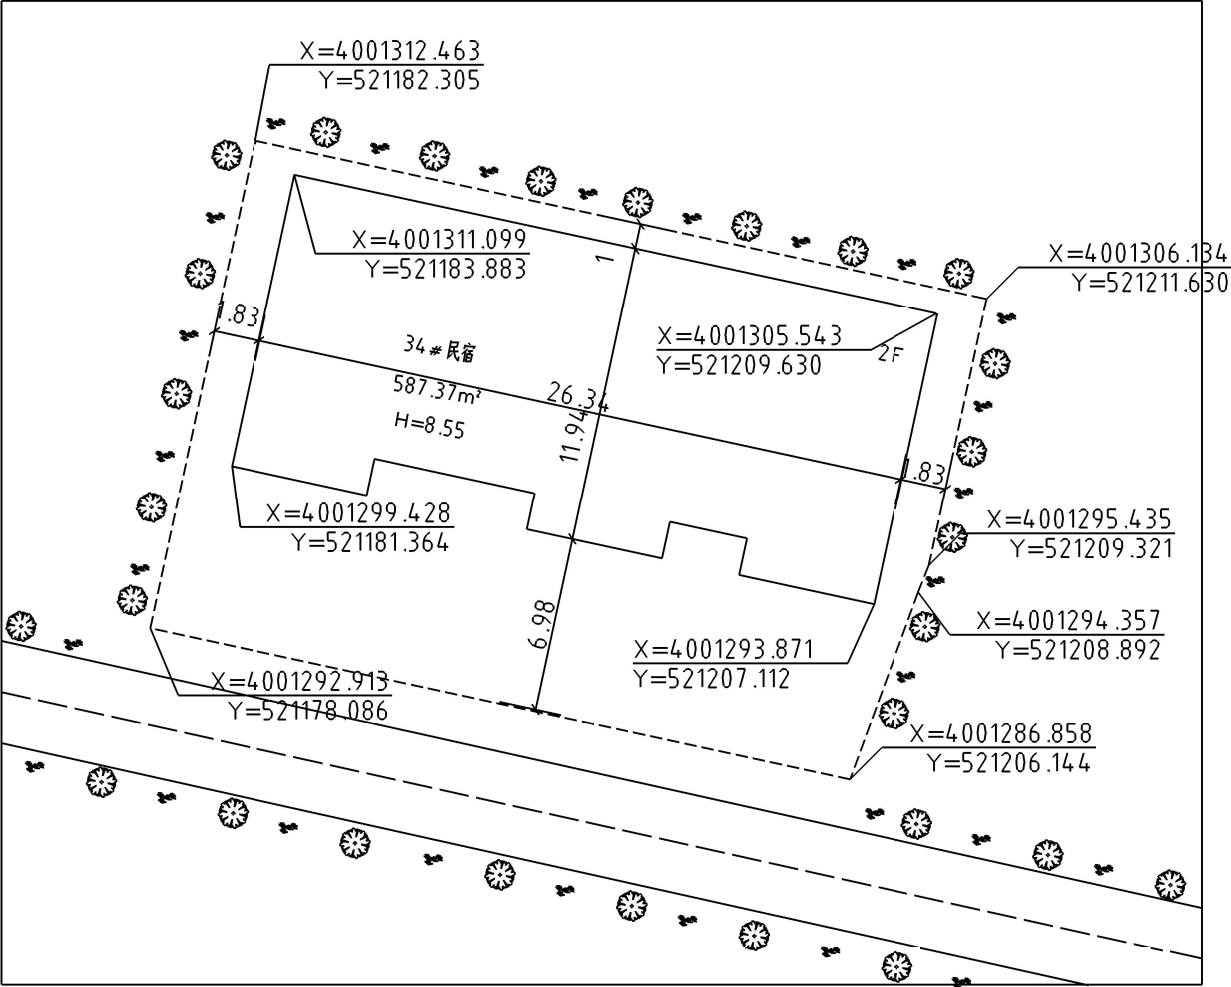 X=4001312.463
Y=521182.305
X=4001311.099
Y=521183.883
1
X=4001306.134
Y=521211.630
1.83
X=4001305.543
Y=521209.630
2F
34#民宿
587.37m²
H=8.55
26.34
11.94
1.83
X=4001299.428
Y=521181.364
X=4001295.435
Y=521209.321
6.98
X=4001294.357
Y=521208.892
X=4001293.871
Y=521207.112
X=4001292.913
Y=521178.086
X=4001286.858
Y=521206.144